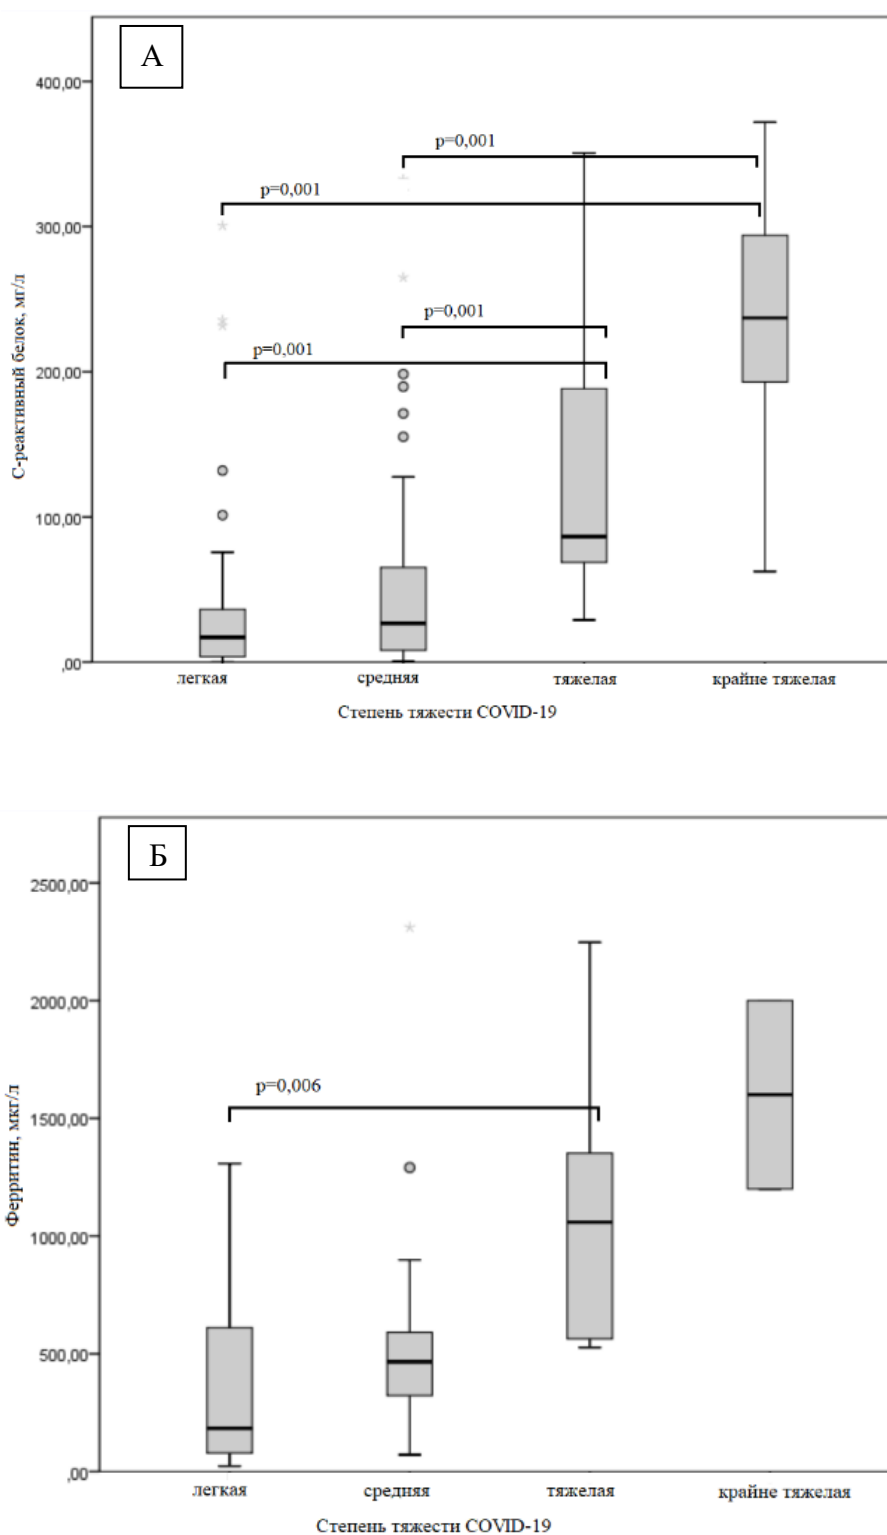 А
400,00
p=0,001
p=0,001
300,00
p=0,001
p=0,001
200,00
100,00
,00
С-реактивный белок, мг/л
легкая средняя тяжелая крайне тяжелая
Степень тяжести COVID-19
Б
2500,00
2000,00
p=0,006
1500,00
1000,00
500,00
,00
Ферритин, мкг/л
легкая средняя тяжелая крайне тяжелая
Степень тяжести COVID-19